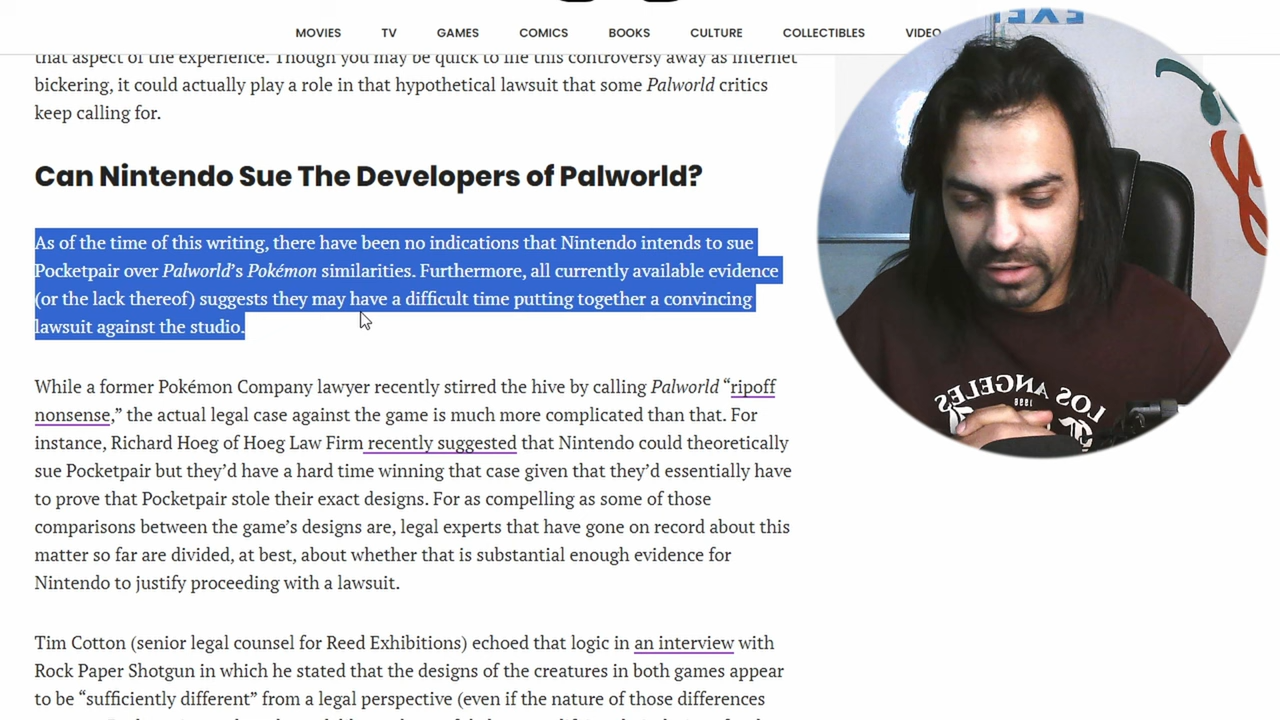 MOVIES TV GAMES COMICS BOOKS CULTURE COLLECTIBLES VIDEO
that aspect of the experience. Though you may be quick to file this controversy away as internet
bickering, it could actually play a role in that hypothetical lawsuit that some Palworld critics
keep calling for.
Can Nintendo Sue The Developers of Palworld?
As of the time of this writing, there have been no indications that Nintendo intends to sue
Pocketpair over Palworld’s Pokémon similarities. Furthermore, all currently available evidence
(or the lack thereof) suggests they may have a difficult time putting together a convincing
lawsuit against the studio.
While a former Pokémon Company lawyer recently stirred the hive by calling Palworld “ripoff
nonsense,” the actual legal case against the game is much more complicated than that. For
instance, Richard Hoeg of Hoeg Law Firm recently suggested that Nintendo could theoretically
sue Pocketpair but they’d have a hard time winning that case given that they’d essentially have
to prove that Pocketpair stole their exact designs. For as compelling as some of those
comparisons between the game’s designs are, legal experts that have gone on record about this
matter so far are divided, at best, about whether that is substantial enough evidence for
Nintendo to justify proceeding with a lawsuit.
Tim Cotton (senior legal counsel for Reed Exhibitions) echoed that logic in an interview with
Rock Paper Shotgun in which he stated that the designs of the creatures in both games appear
to be “sufficiently different” from a legal perspective (even if the nature of those differences
LOS ANGELES